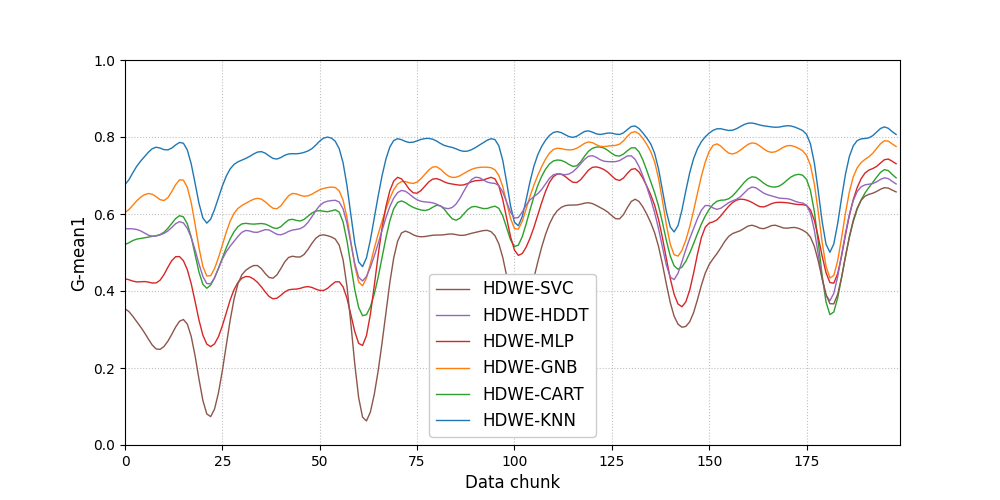 1.0
0.8
0.6
0.4
0.2
0.0
G-mean1
HDWE-SVC
HDWE-HDDT
HDWE-MLP
HDWE-GNB
HDWE-CART
HDWE-KNN
0 25 50 75 100 125 150 175
Data chunk